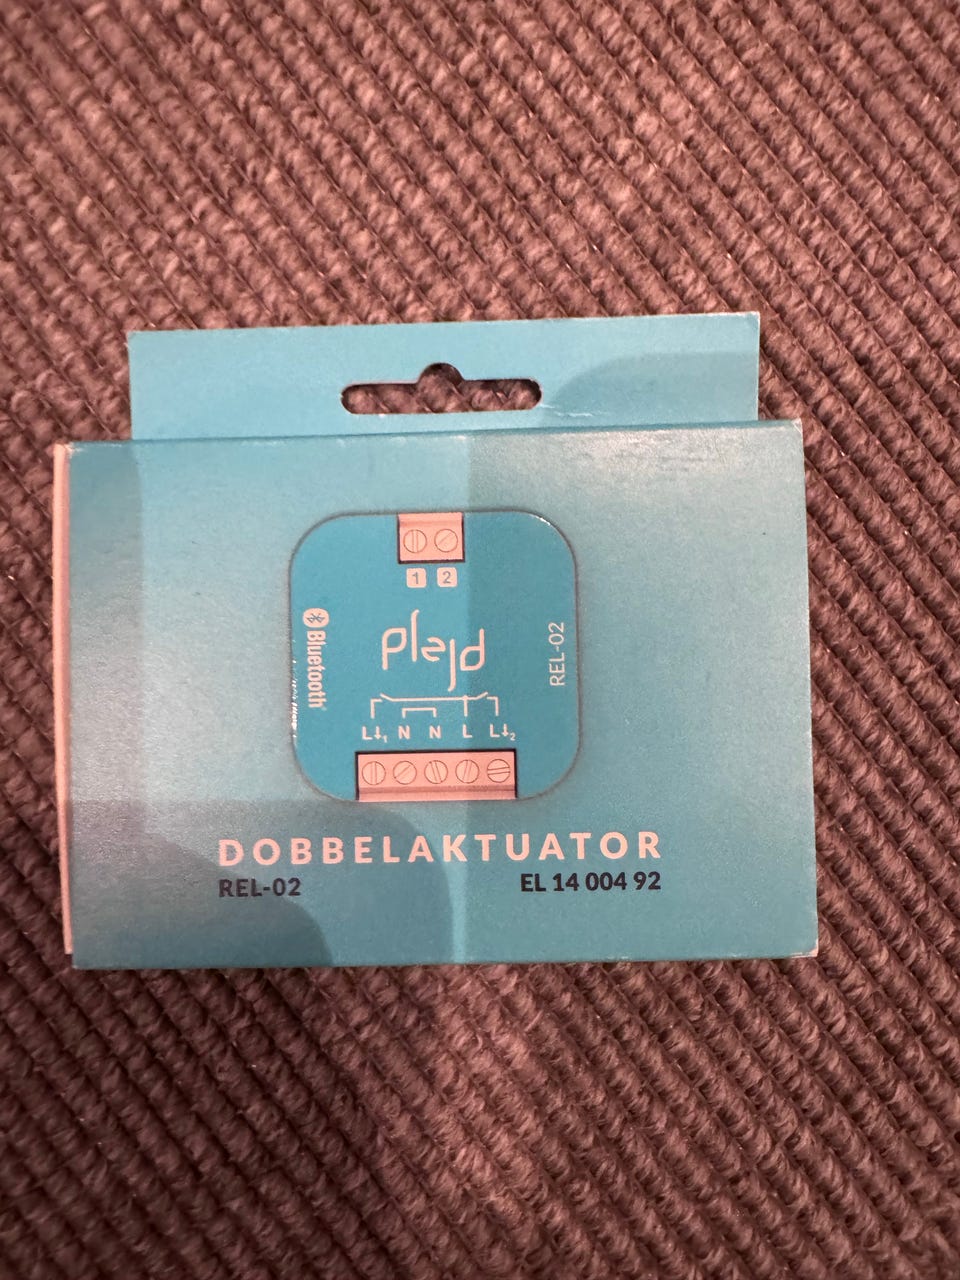 1 2
plejd
Bluetooth®
REL-02
L↓1 N N L L↓2
DOBBELAKTUATOR
REL-02 EL 14 004 92